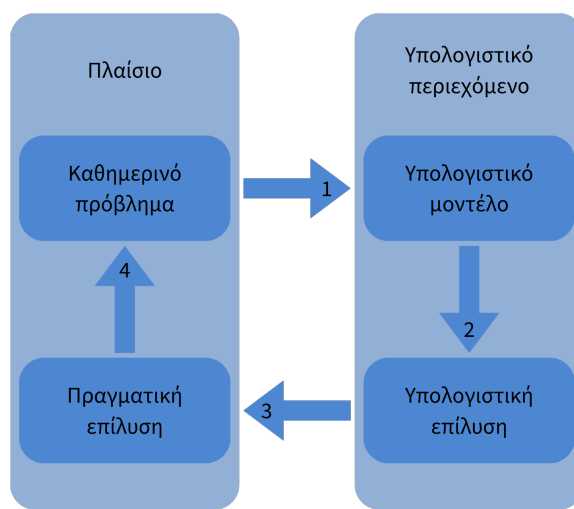 Πλαίσιο
Υπολογιστικό
περιεχόμενο
Καθημερινό
πρόβλημα
1
Υπολογιστικό
μοντέλο
4
2
Πραγματική
επίλυση
3
Υπολογιστική
επίλυση